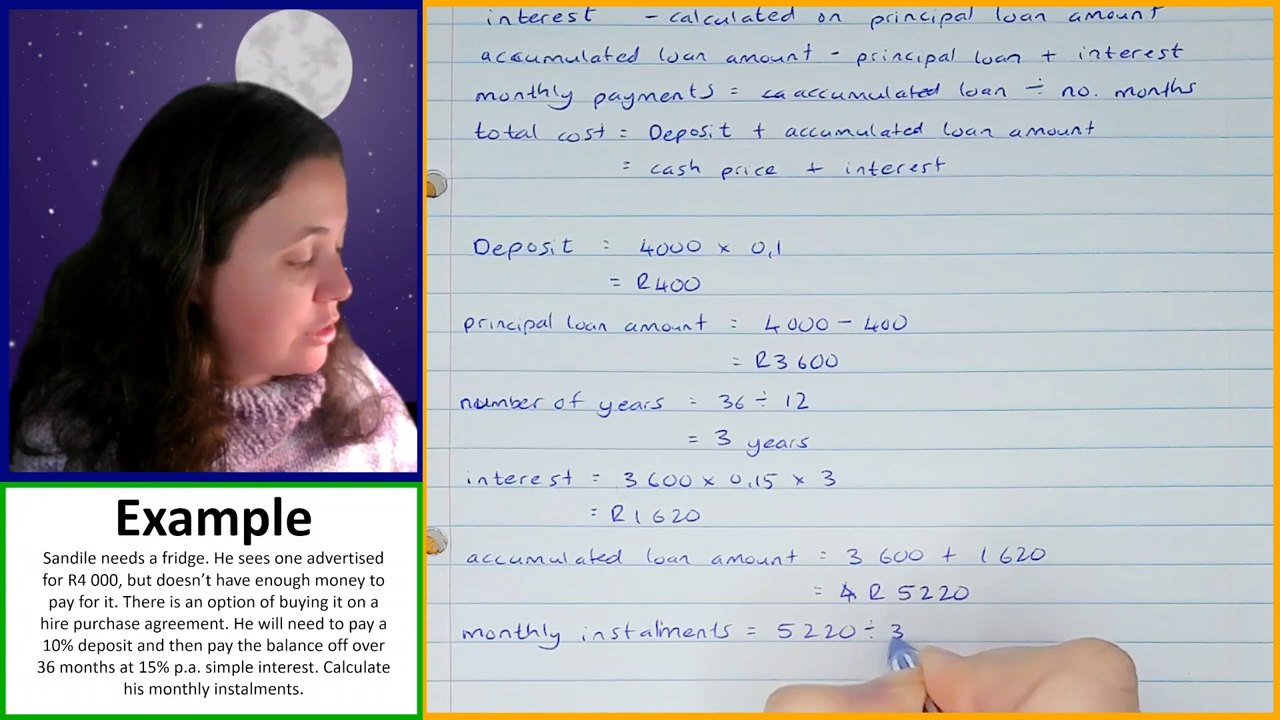 interest - calculated on principal loan amount
accumulated loan amount - principal loan + interest
monthly payments = ca accumulated loan ÷ no. months
total cost = Deposit + accumulated loan amount
= cash price + interest
Deposit = 4000 × 0,1
= R400
principal loan amount = 4000 - 400
= R3 600
number of years = 36 ÷ 12
= 3 years
interest = 3 600 × 0,15 × 3
= R1 620
accumulated loan amount = 3 600 + 1 620
= R 5220
monthly instalments = 5220 ÷ 3
Example
Sandile needs a fridge. He sees one advertised
for R4 000, but doesn't have enough money to
pay for it. There is an option of buying it on a
hire purchase agreement. He will need to pay a
10% deposit and then pay the balance off over
36 months at 15% p.a. simple interest. Calculate
his monthly instalments.